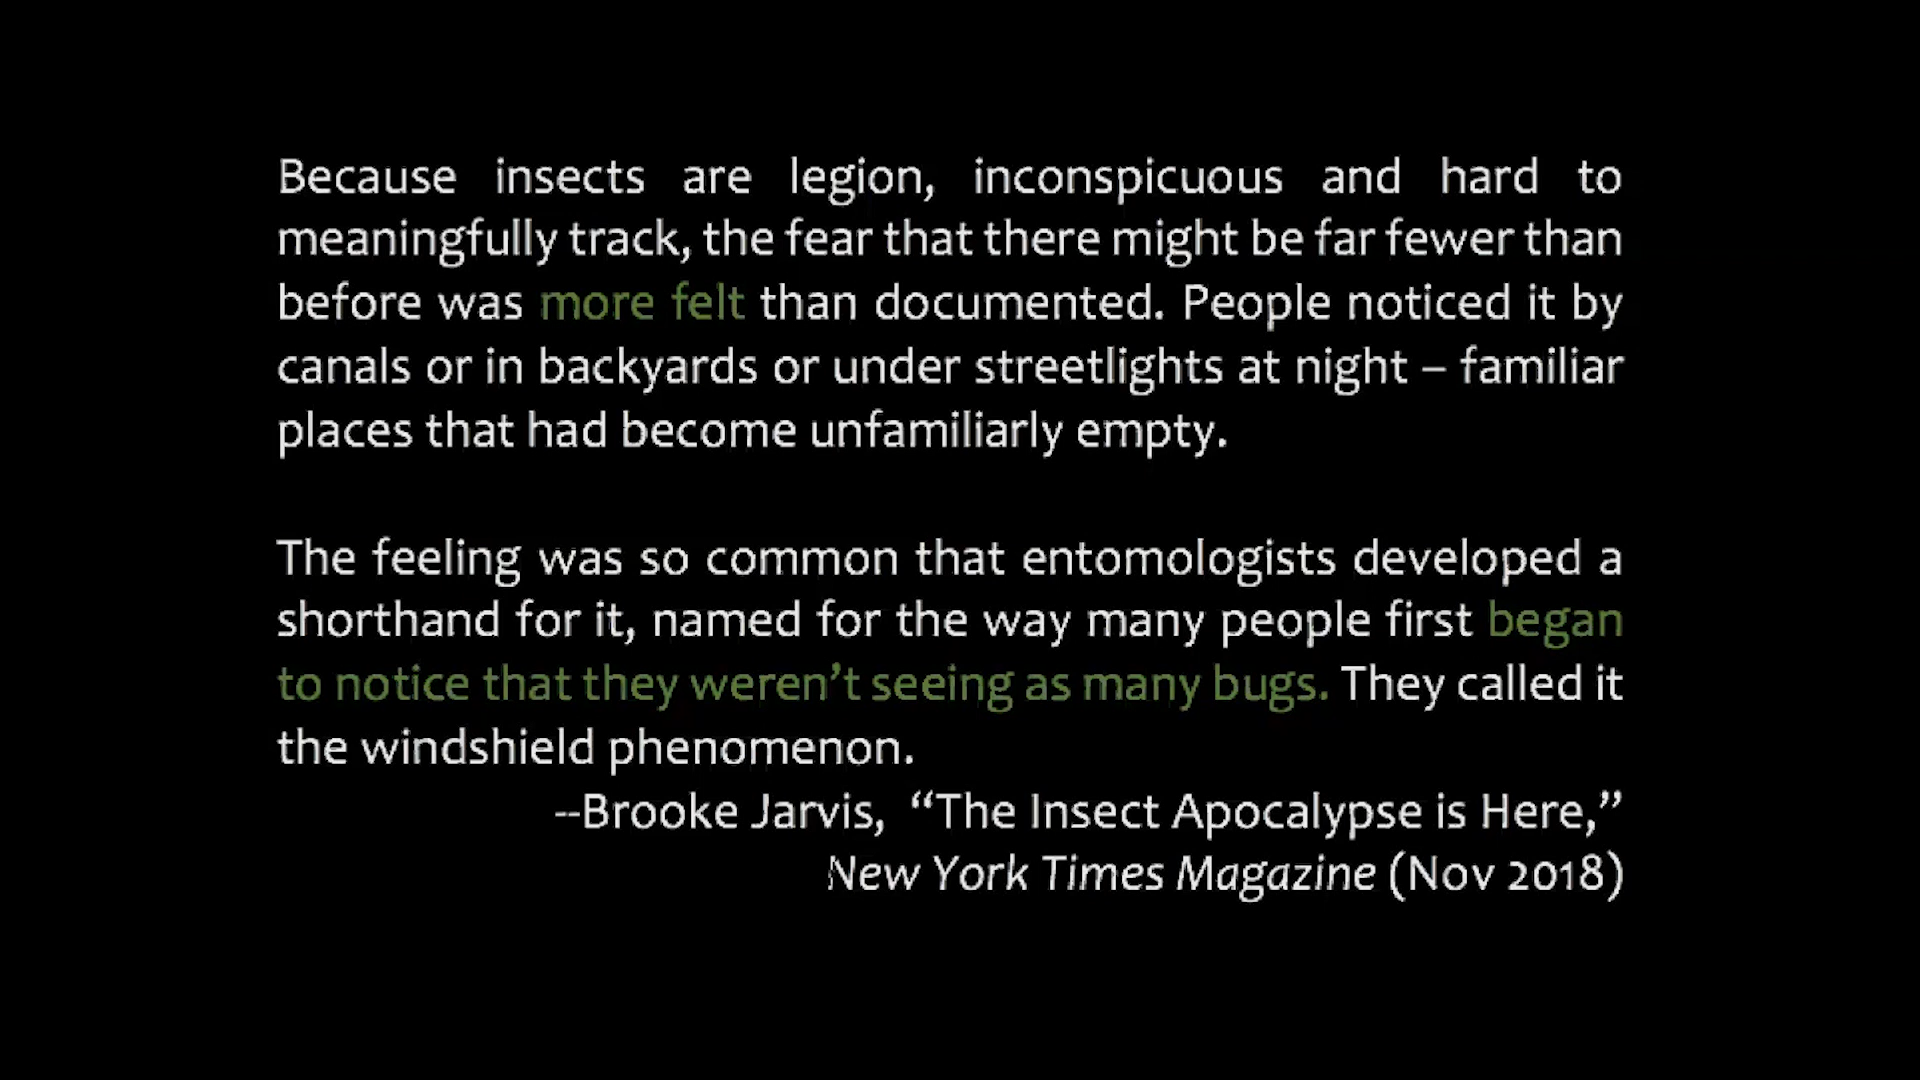 Because insects are legion, inconspicuous and hard to
meaningfully track, the fear that there might be far fewer than
before was more felt than documented. People noticed it by
canals or in backyards or under streetlights at night – familiar
places that had become unfamiliarly empty.
The feeling was so common that entomologists developed a
shorthand for it, named for the way many people first began
to notice that they weren’t seeing as many bugs. They called it
the windshield phenomenon.
--Brooke Jarvis, “The Insect Apocalypse is Here,”
New York Times Magazine (Nov 2018)